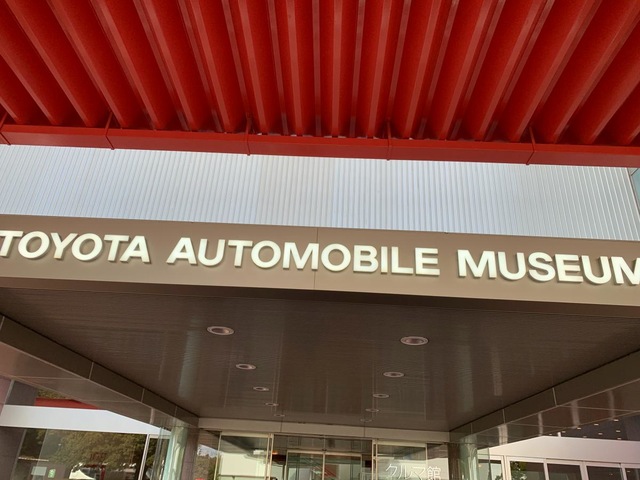 TOYOTA AUTOMOBILE MUSEUM
クルマ館